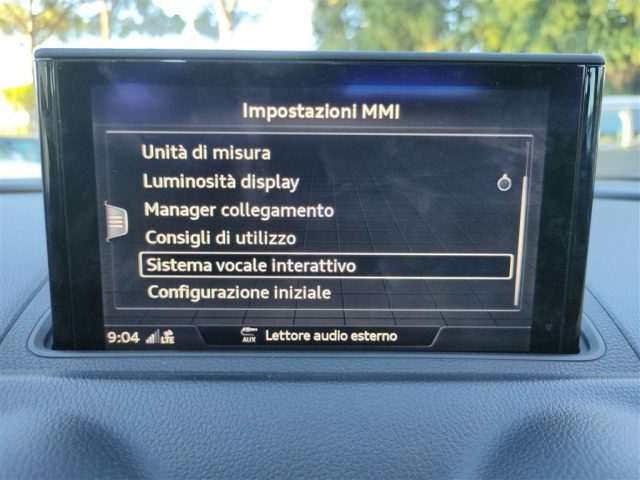 Impostazioni MMI
Unità di misura
Luminosità display
Manager collegamento
Consigli di utilizzo
Sistema vocale interattivo
Configurazione iniziale
9:04 LTE AUX Lettore audio esterno